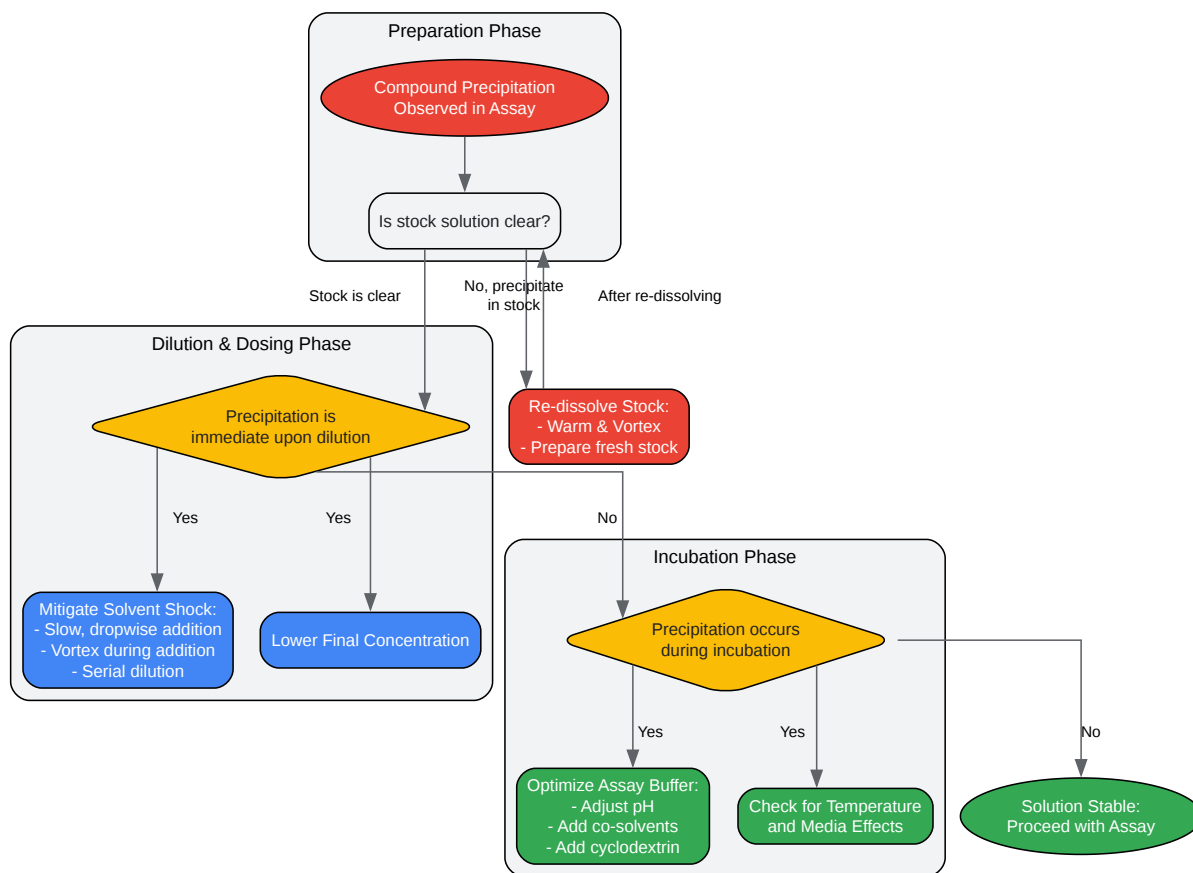 Preparation Phase
Compound Precipitation
Observed in Assay
Is stock solution clear?
Stock is clear
No, precipitate
in stock
After re-dissolving
Dilution & Dosing Phase
Precipitation is
immediate upon dilution
Re-dissolve Stock:
- Warm & Vortex
- Prepare fresh stock
Yes
Yes
No
Mitigate Solvent Shock:
- Slow, dropwise addition
- Vortex during addition
- Serial dilution
Lower Final Concentration
Incubation Phase
Precipitation occurs
during incubation
Yes
Yes
No
Optimize Assay Buffer:
- Adjust pH
- Add co-solvents
- Add cyclodextrin
Check for Temperature
and Media Effects
Solution Stable:
Proceed with Assay